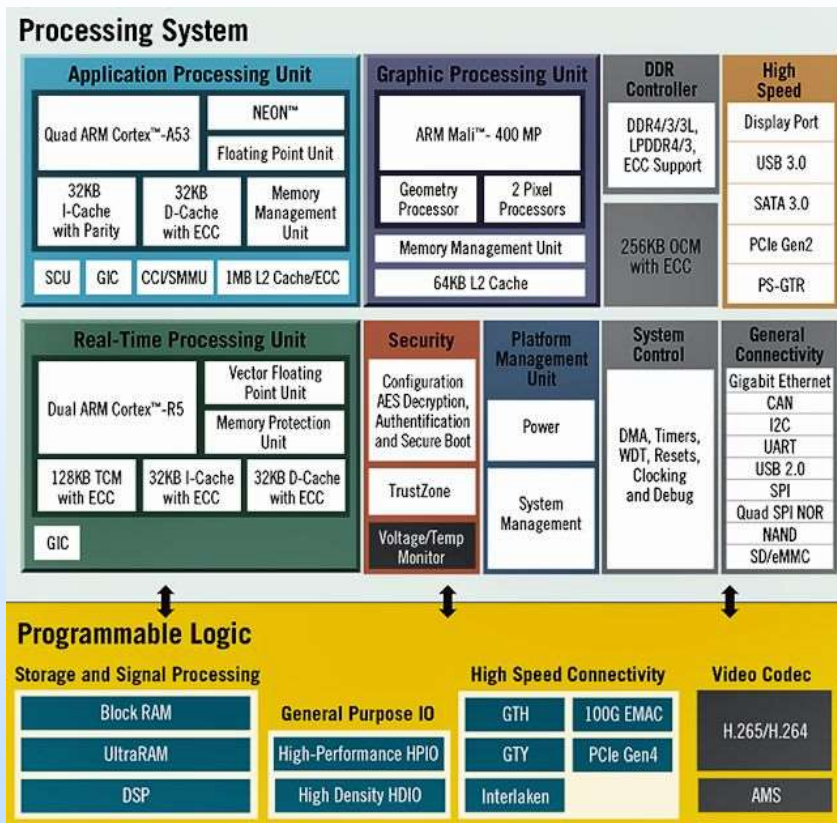 Processing System
Application Processing Unit
Quad ARM Cortex™-A53
NEON™
Floating Point Unit
32KB
I-Cache
with Parity
32KB
D-Cache
with ECC
Memory
Management
Unit
SCU
GIC
CCI/SMMU
1MB L2 Cache/ECC
Graphic Processing Unit
ARM Mali™- 400 MP
Geometry
Processor
2 Pixel
Processors
Memory Management Unit
64KB L2 Cache
DDR
Controller
DDR4/3/3L,
LPDDR4/3,
ECC Support
256KB OCM
with ECC
High
Speed
Display Port
USB 3.0
SATA 3.0
PCIe Gen2
PS-GTR
Real-Time Processing Unit
Dual ARM Cortex™-R5
Vector Floating
Point Unit
Memory Protection
Unit
128KB TCM
with ECC
32KB I-Cache
with ECC
32KB D-Cache
with ECC
GIC
Security
Configuration
AES Decryption,
Authentification
and Secure Boot
TrustZone
Voltage/Temp
Monitor
Platform
Management
Unit
Power
System
Management
System
Control
DMA, Timers,
WDT, Resets,
Clocking
and Debug
General
Connectivity
Gigabit Ethernet
CAN
I2C
UART
USB 2.0
SPI
Quad SPI NOR
NAND
SD/eMMC
Programmable Logic
Storage and Signal Processing
Block RAM
UltraRAM
DSP
General Purpose IO
High-Performance HPIO
High Density HDIO
High Speed Connectivity
GTH
100G EMAC
GTY
PCIe Gen4
Interlaken
Video Codec
H.265/H.264
AMS